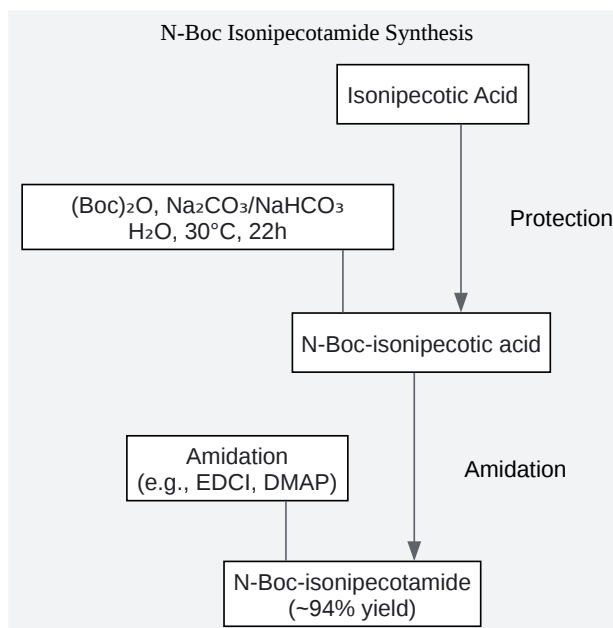 N-Boc Isonipecotamide Synthesis
Isonipecotic Acid
(Boc)₂O, Na₂CO₃/NaHCO₃
H₂O, 30°C, 22h
Protection
N-Boc-isonipecotic acid
Amidation
(e.g., EDCI, DMAP)
Amidation
N-Boc-isonipecotamide
(~94% yield)